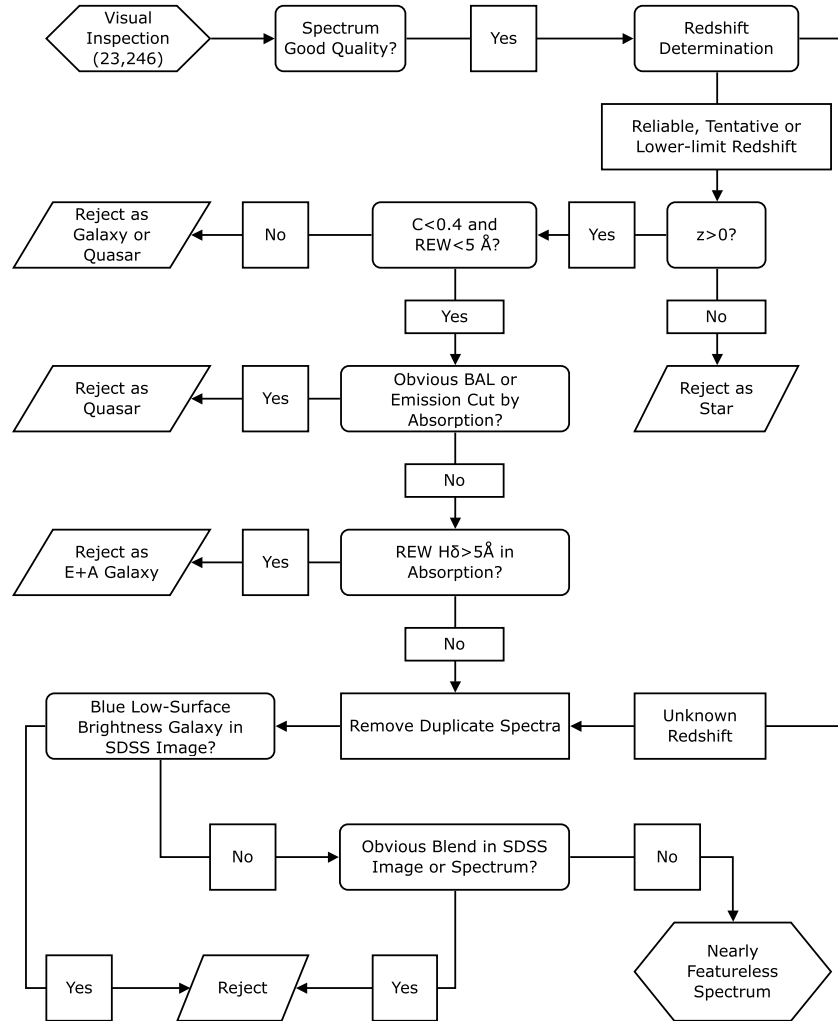 Visual
Inspection
(23,246)
Spectrum
Good Quality?
Yes
Redshift
Determination
Reliable, Tentative or
Lower-limit Redshift
Reject as
Galaxy or
Quasar
No
C<0.4 and
REW<5 Å?
Yes
z>0?
Yes
No
Reject as
Quasar
Yes
Obvious BAL or
Emission Cut by
Absorption?
Reject as
Star
No
Reject as
E+A Galaxy
Yes
REW Hδ>5Å in
Absorption?
No
Blue Low-Surface
Brightness Galaxy in
SDSS Image?
Remove Duplicate Spectra
Unknown
Redshift
No
Obvious Blend in SDSS
Image or Spectrum?
No
Yes
Reject
Yes
Nearly
Featureless
Spectrum